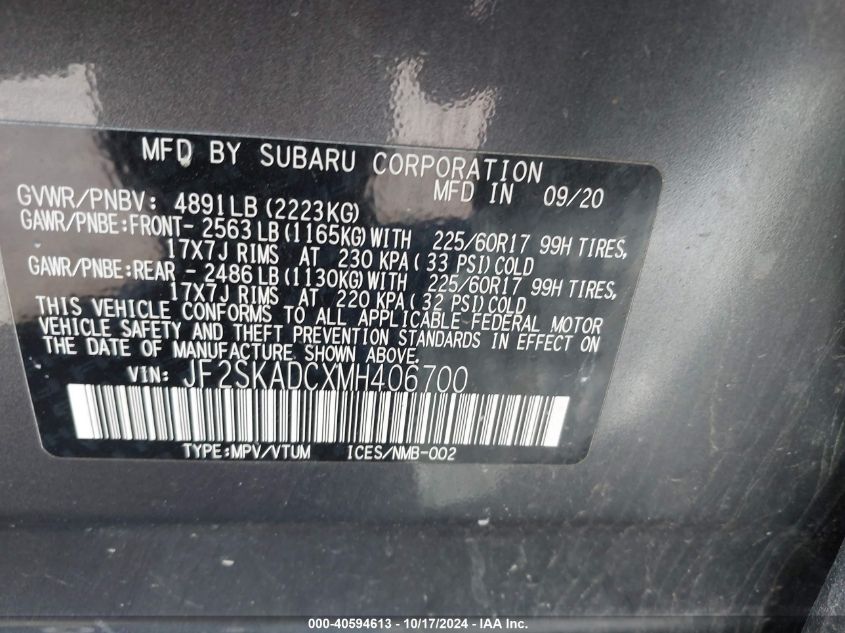 MFD BY SUBARU CORPORATION
MFD IN 09/20
GVWR/PNBV: 4891LB (2223KG)
GAWR/PNBE:FRONT- 2563 LB (1165KG) WITH 225/60R17 99H TIRES,
17X7J RIMS AT 230 KPA ( 33 PSI) COLD
GAWR/PNBE:REAR - 2486 LB (1130KG) WITH 225/60R17 99H TIRES,
17X7J RIMS AT 220 KPA ( 32 PSI) COLD
THIS VEHICLE CONFORMS TO ALL APPLICABLE FEDERAL MOTOR
VEHICLE SAFETY AND THEFT PREVENTION STANDARDS IN EFFECT ON
THE DATE OF MANUFACTURE SHOWN ABOVE.
VIN: JF2SKADCXMH406700
TYPE:MPV/VTUM ICES/NMB-002
000-40594613 - 10/17/2024 - IAA Inc.